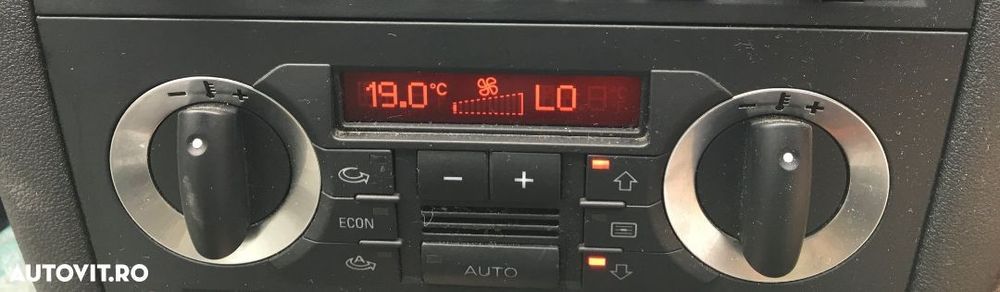 - + 19.0°C LO - +
- +
ECON
A
AUTO
AUTOVIT.RO